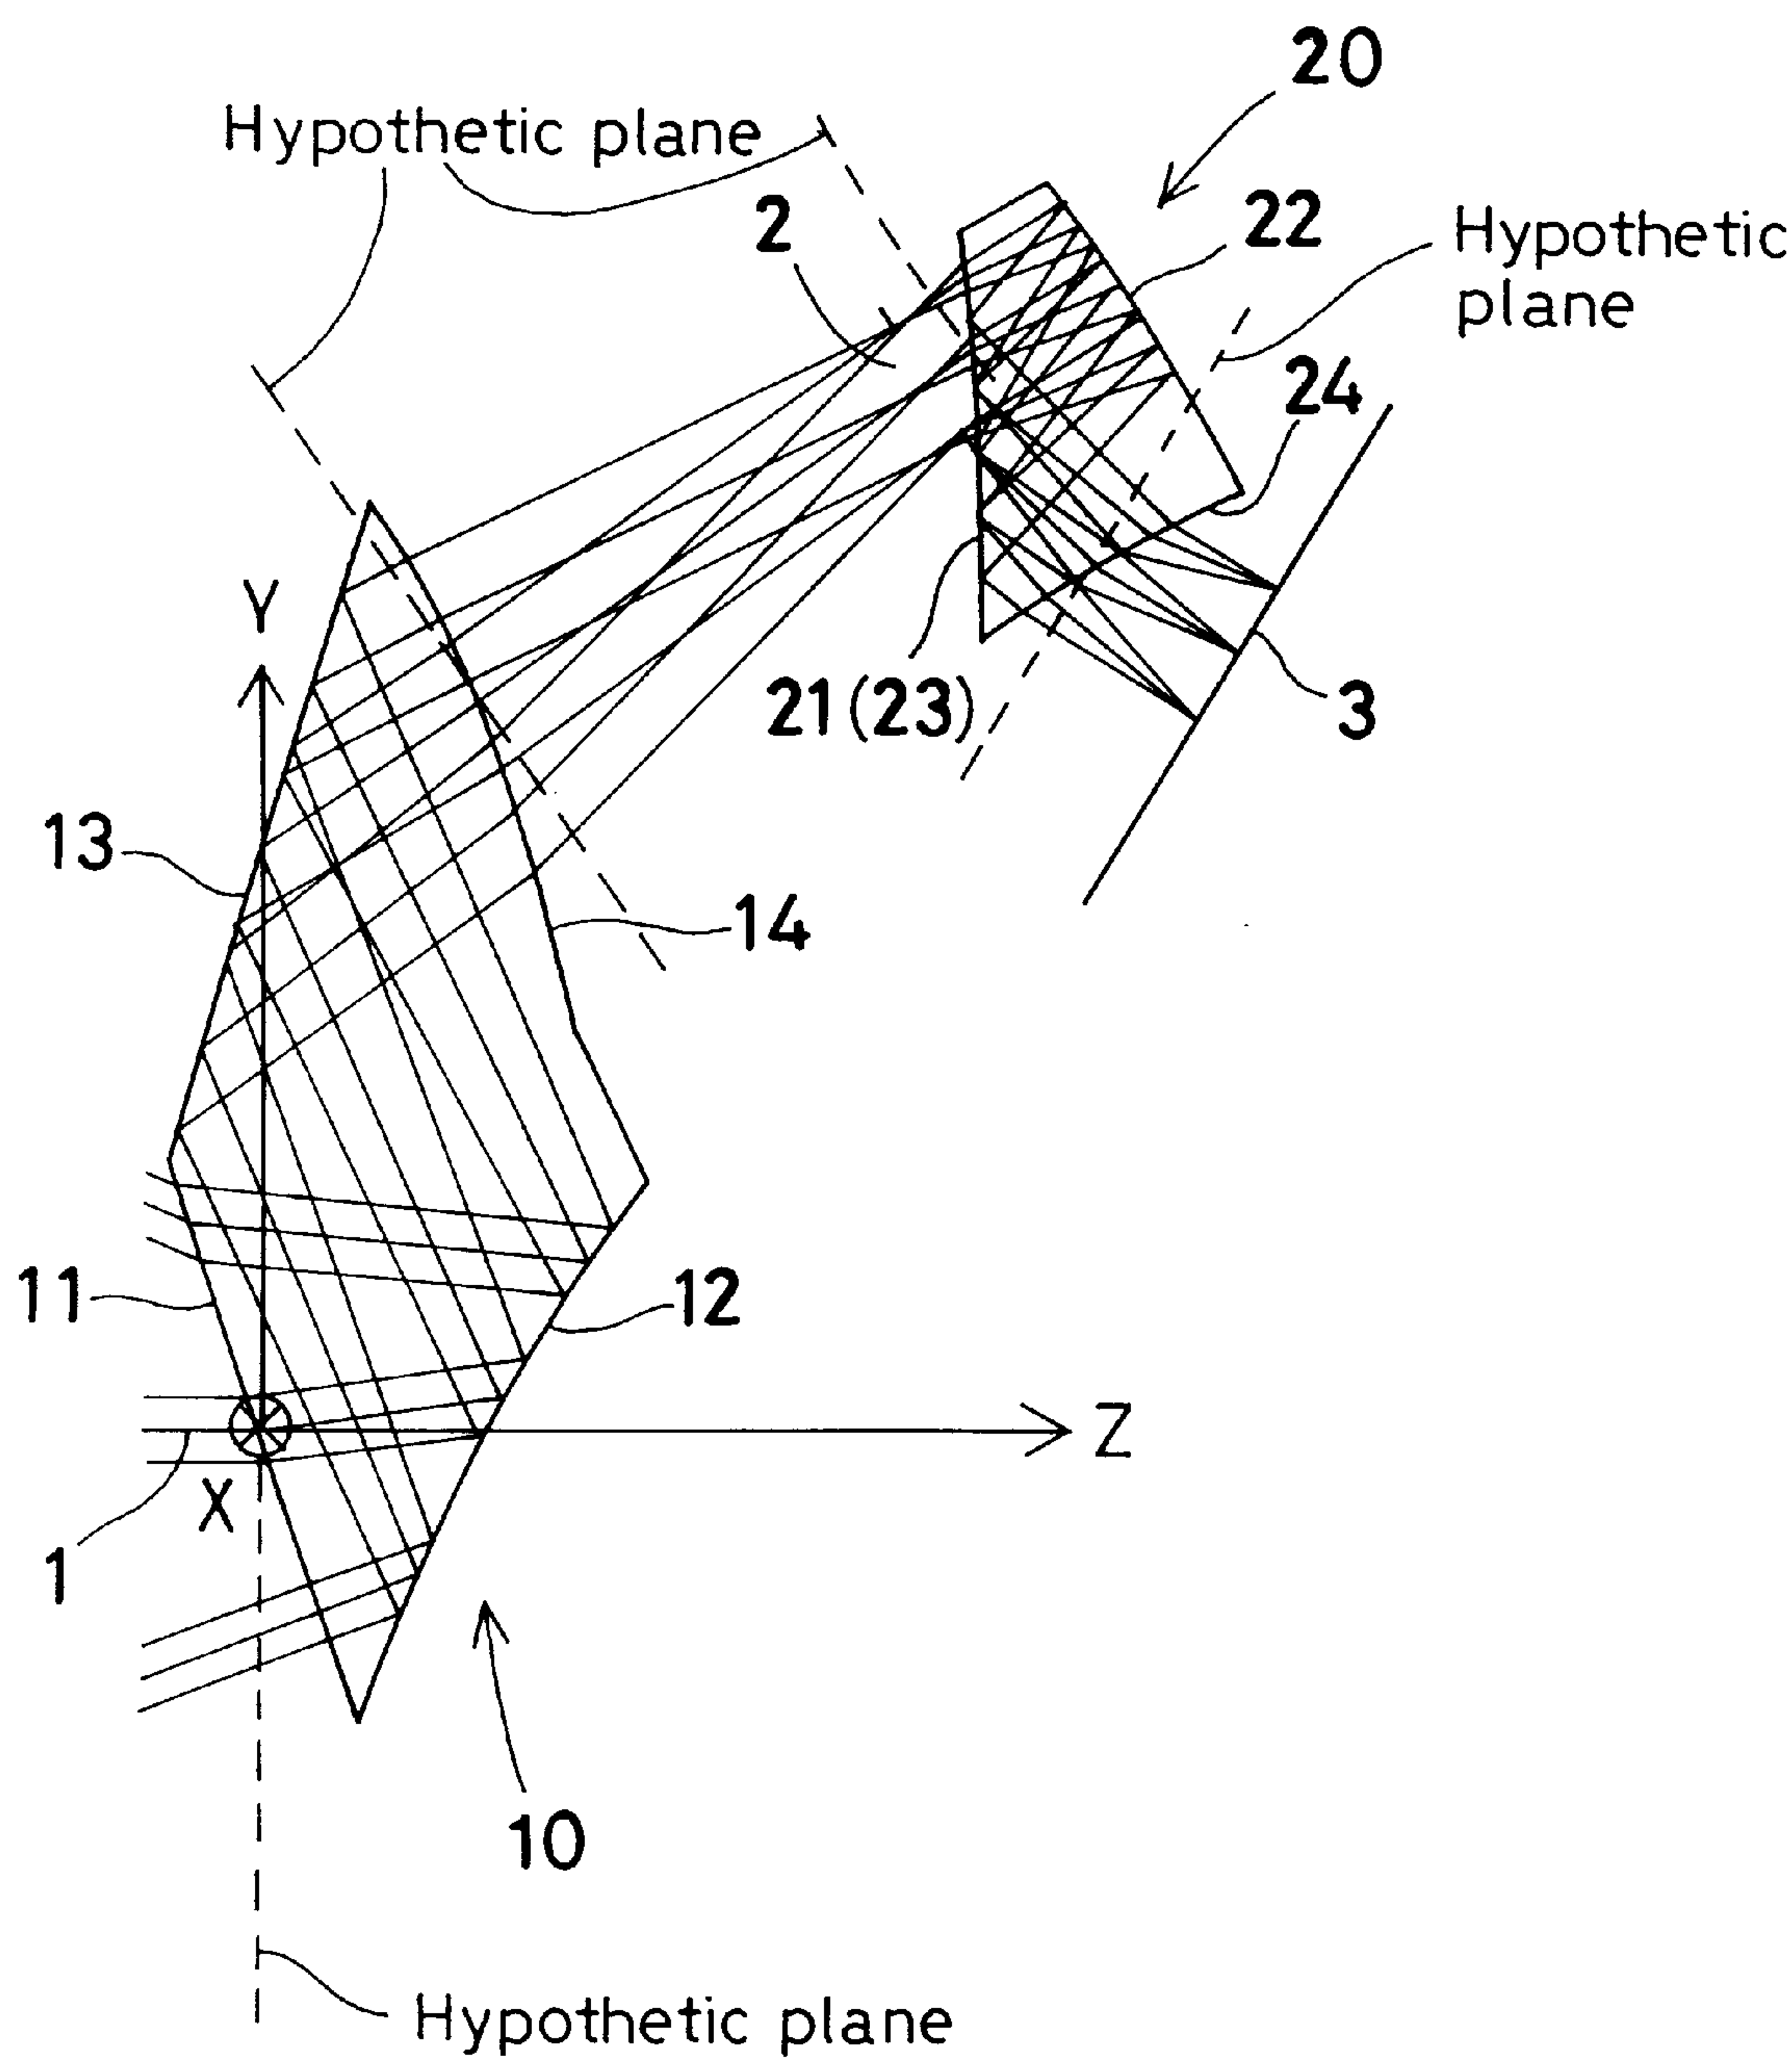 20
Hypothetic plane
2
22
Hypothetic
plane
24
Y
21(23)
3
13
14
11
12
Z
X
1
10
Hypothetic plane